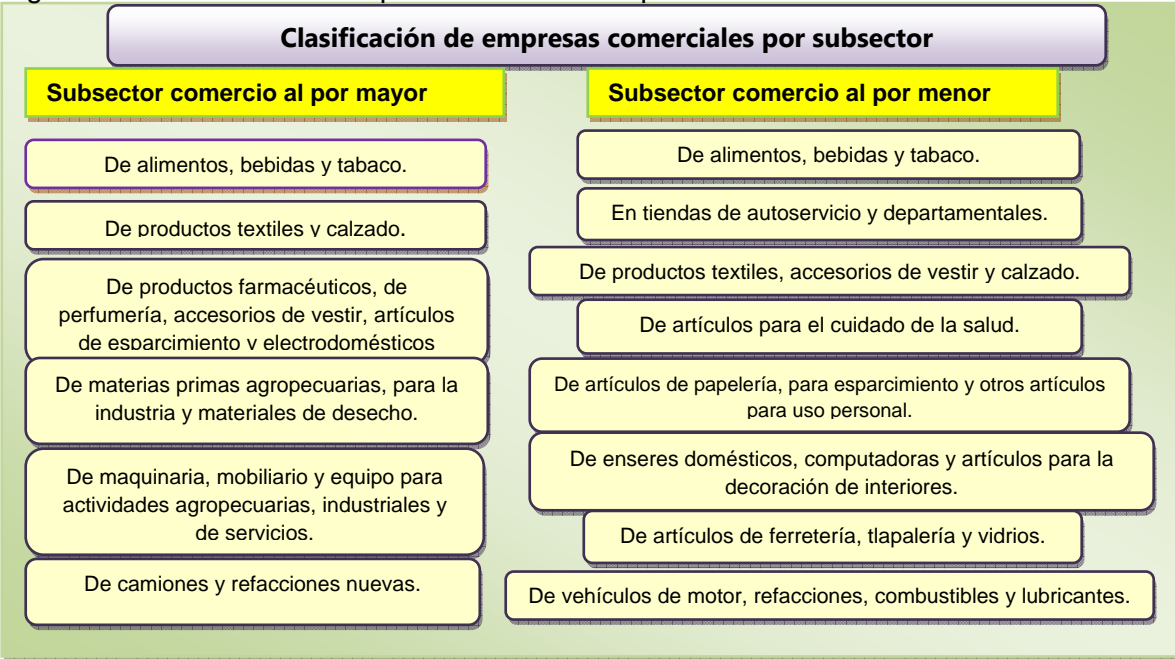 Clasificación de empresas comerciales por subsector
Subsector comercio al por mayor
De alimentos, bebidas y tabaco.
De productos textiles y calzado.
De productos farmacéuticos, de
perfumería, accesorios de vestir, artículos
de esparcimiento y electrodomésticos
De materias primas agropecuarias, para la
industria y materiales de desecho.
De maquinaria, mobiliario y equipo para
actividades agropecuarias, industriales y
de servicios.
De camiones y refacciones nuevas.
Subsector comercio al por menor
De alimentos, bebidas y tabaco.
En tiendas de autoservicio y departamentales.
De productos textiles, accesorios de vestir y calzado.
De artículos para el cuidado de la salud.
De artículos de papelería, para esparcimiento y otros artículos
para uso personal.
De enseres domésticos, computadoras y artículos para la
decoración de interiores.
De artículos de ferretería, tlapalería y vidrios.
De vehículos de motor, refacciones, combustibles y lubricantes.